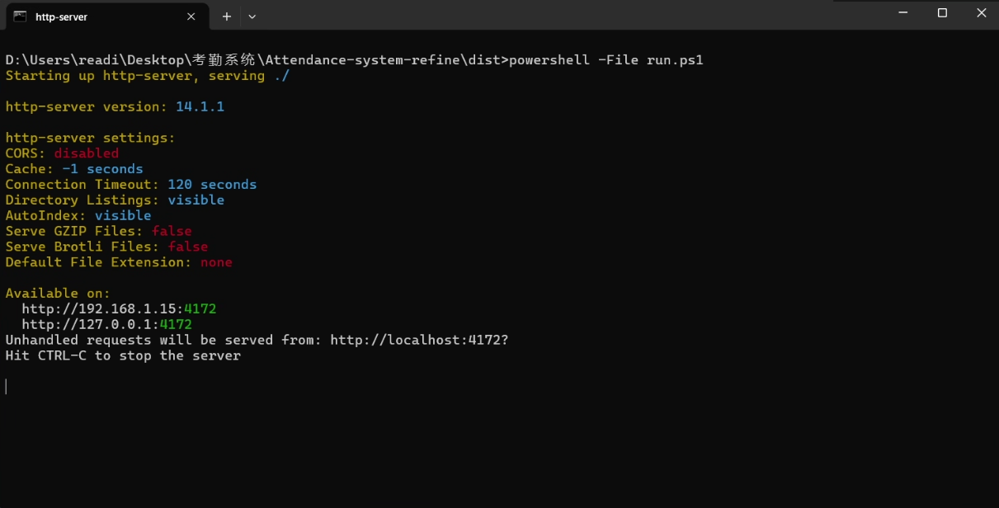 http-server
D:\Users\readi\Desktop\考勤系统\Attendance-system-refine\dist>powershell -File run.ps1
Starting up http-server, serving ./
http-server version: 14.1.1
http-server settings:
CORS: disabled
Cache: -1 seconds
Connection Timeout: 120 seconds
Directory Listings: visible
AutoIndex: visible
Serve GZIP Files: false
Serve Brotli Files: false
Default File Extension: none
Available on:
  http://192.168.1.15:4172
  http://127.0.0.1:4172
Unhandled requests will be served from: http://localhost:4172?
Hit CTRL-C to stop the server